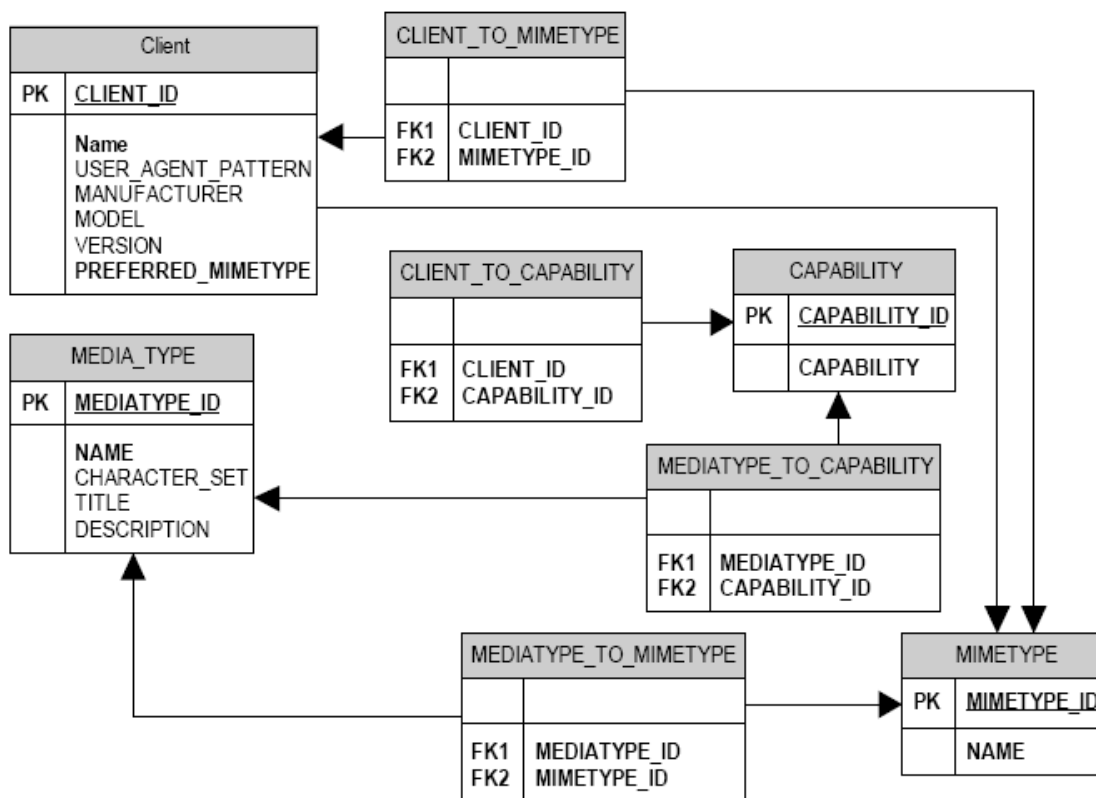 Client
PK CLIENT_ID
Name
USER_AGENT_PATTERN
MANUFACTURER
MODEL
VERSION
PREFERRED_MIMETYPE
CLIENT_TO_MIMETYPE
FK1 CLIENT_ID
FK2 MIMETYPE_ID
CLIENT_TO_CAPABILITY
FK1 CLIENT_ID
FK2 CAPABILITY_ID
CAPABILITY
PK CAPABILITY_ID
CAPABILITY
MEDIA_TYPE
PK MEDIATYPE_ID
NAME
CHARACTER_SET
TITLE
DESCRIPTION
MEDIATYPE_TO_CAPABILITY
FK1 MEDIATYPE_ID
FK2 CAPABILITY_ID
MEDIATYPE_TO_MIMETYPE
FK1 MEDIATYPE_ID
FK2 MIMETYPE_ID
MIMETYPE
PK MIMETYPE_ID
NAME